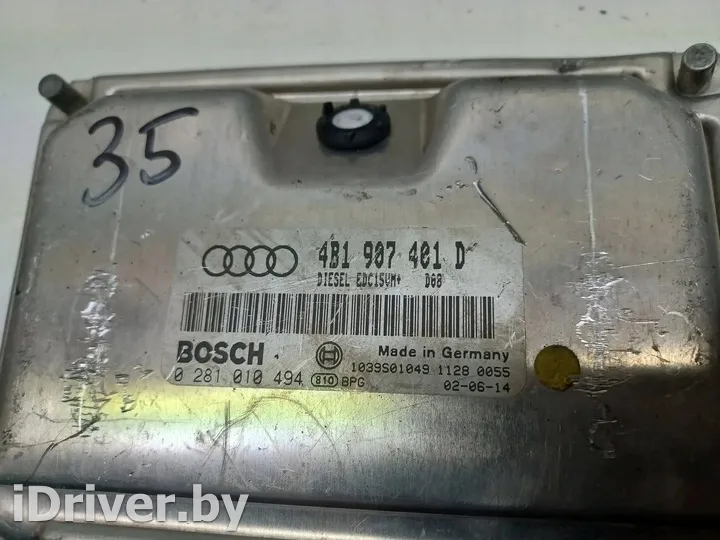 35
4B1 907 401 D
DIESEL EDC15VM+ D08
BOSCH
Made in Germany
0 281 010 494 810 BPG
1039S01049 1128 0055
02-06-14
iDriver.by